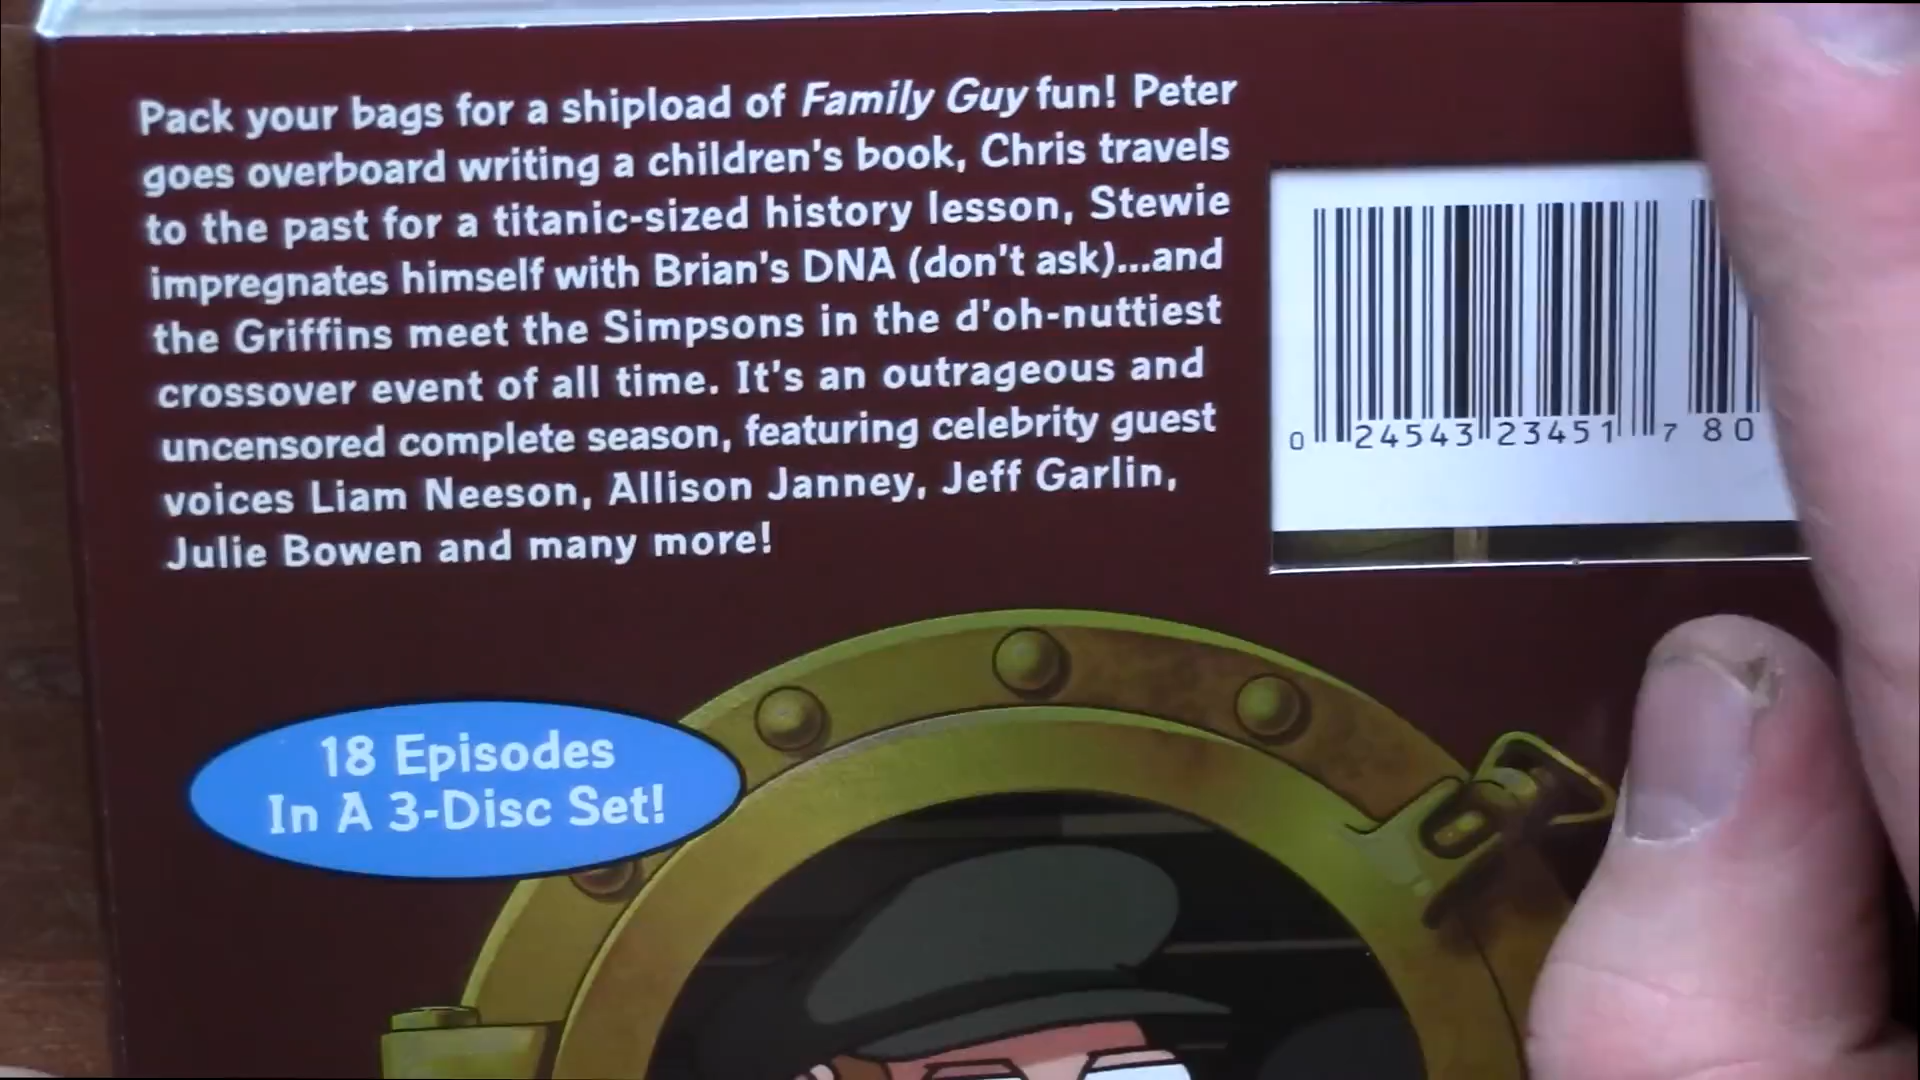 Pack your bags for a shipload of Family Guy fun! Peter
goes overboard writing a children's book, Chris travels
to the past for a titanic-sized history lesson, Stewie
impregnates himself with Brian's DNA (don't ask)...and
the Griffins meet the Simpsons in the d'oh-nuttiest
crossover event of all time. It's an outrageous and
uncensored complete season, featuring celebrity guest
voices Liam Neeson, Allison Janney, Jeff Garlin,
Julie Bowen and many more!
0 24543 23451 7 80
18 Episodes
In A 3-Disc Set!